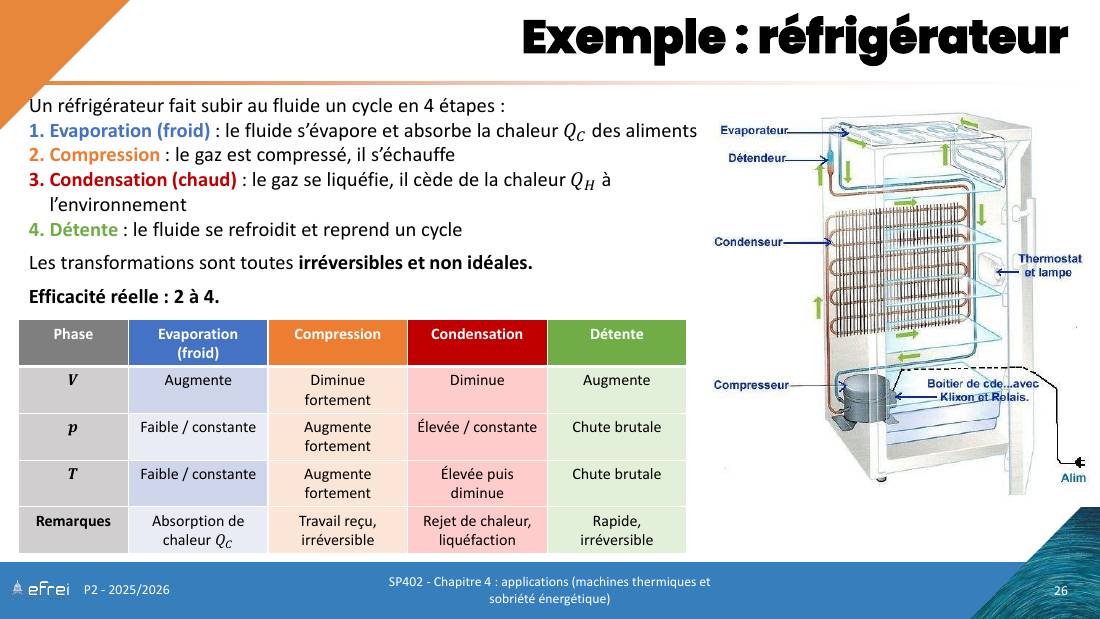 Exemple : réfrigérateur
Un réfrigérateur fait subir au fluide un cycle en 4 étapes :
1. Evaporation (froid) : le fluide s’évapore et absorbe la chaleur Q_C des aliments
2. Compression : le gaz est compressé, il s’échauffe
3. Condensation (chaud) : le gaz se liquéfie, il cède de la chaleur Q_H à
l’environnement
4. Détente : le fluide se refroidit et reprend un cycle
Les transformations sont toutes irréversibles et non idéales.
Efficacité réelle : 2 à 4.
Phase
Evaporation
(froid)
Compression
Condensation
Détente
V
Augmente
Diminue
fortement
Diminue
Augmente
p
Faible / constante
Augmente
fortement
Élevée / constante
Chute brutale
T
Faible / constante
Augmente
fortement
Élevée puis
diminue
Chute brutale
Remarques
Absorption de
chaleur Q_C
Travail reçu,
irréversible
Rejet de chaleur,
liquéfaction
Rapide,
irréversible
Evaporateur
Détendeur
Condenseur
Thermostat
et lampe
Compresseur
Boitier de cde...avec
Klixon et Relais.
Alim
efrei
P2 - 2025/2026
SP402 - Chapitre 4 : applications (machines thermiques et
sobriété énergétique)
26